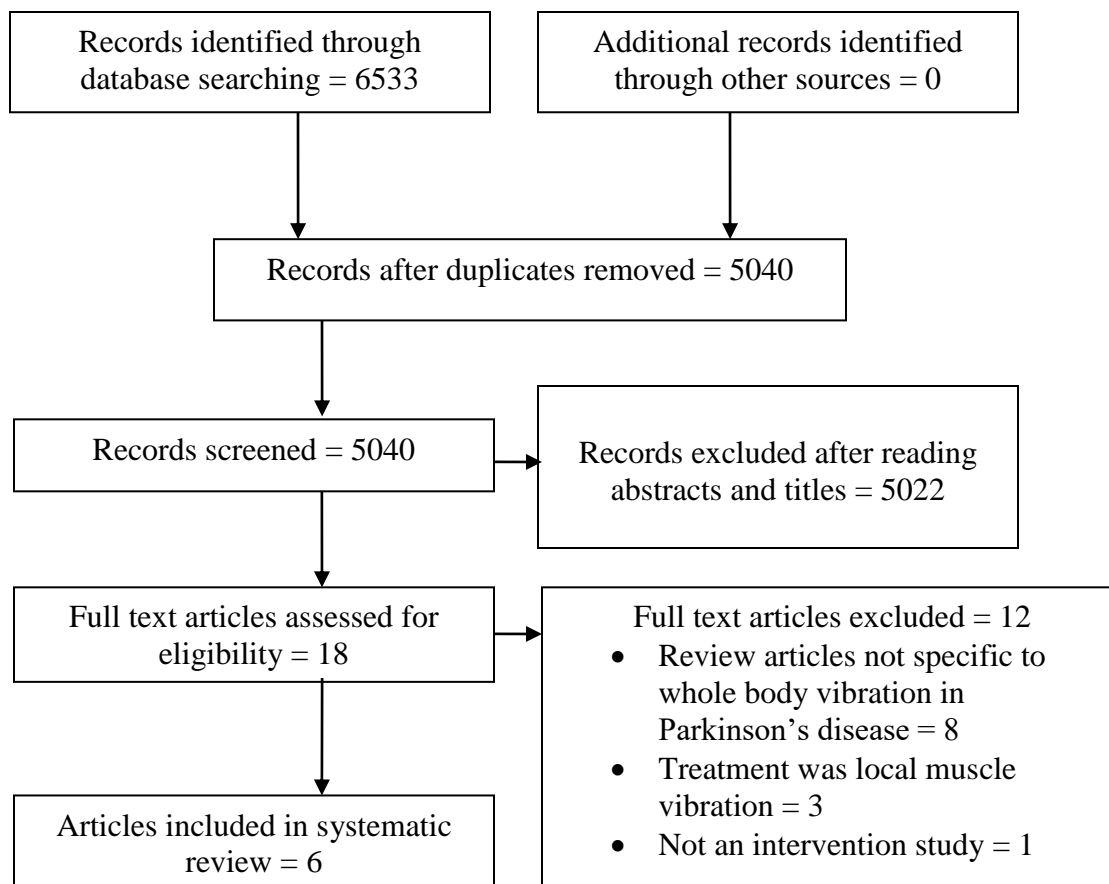 Records identified through
database searching = 6533
Additional records identified
through other sources = 0
Records after duplicates removed = 5040
Records screened = 5040
Records excluded after reading
abstracts and titles = 5022
Full text articles assessed for
eligibility = 18
Full text articles excluded = 12
• Review articles not specific to
whole body vibration in
Parkinson’s disease = 8
• Treatment was local muscle
vibration = 3
• Not an intervention study = 1
Articles included in systematic
review = 6